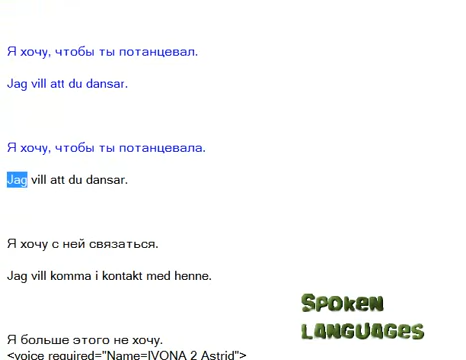 Я хочу, чтобы ты потанцевал.
Jag vill att du dansar.
Я хочу, чтобы ты потанцевала.
Jag vill att du dansar.
Я хочу с ней связаться.
Jag vill komma i kontakt med henne.
Spoken
Languages
Я больше этого не хочу.
<voice required="Name=IVONA 2 Astrid">